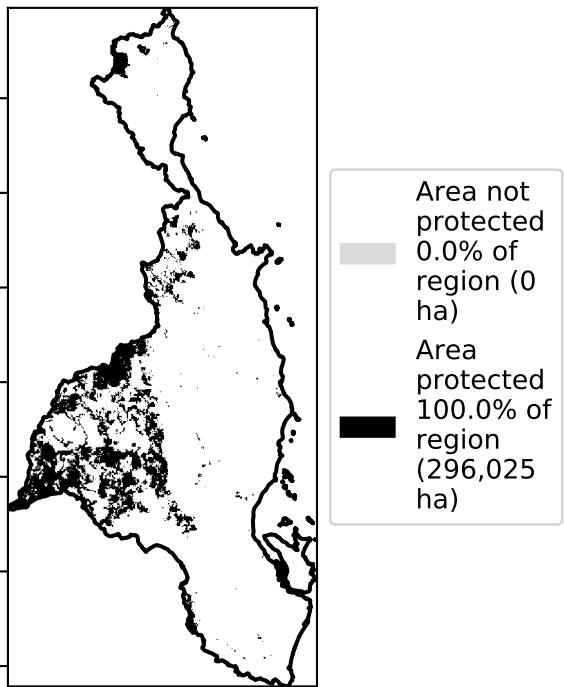 Area not
protected
0.0% of
region (0
ha)
Area
protected
100.0% of
region
(296,025
ha)